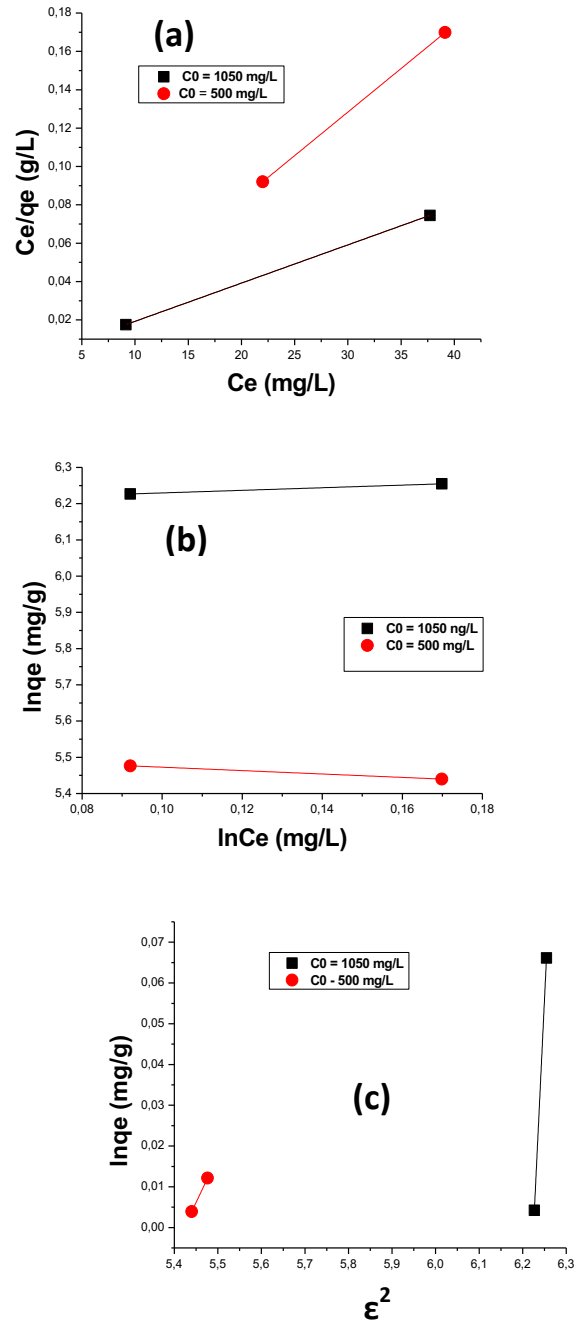 (a)
C0 = 1050 mg/L
C0 = 500 mg/L
Ce/qe (g/L)
0,18
0,16
0,14
0,12
0,10
0,08
0,06
0,04
0,02
5 10 15 20 25 30 35 40
Ce (mg/L)
(b)
C0 = 1050 ng/L
C0 = 500 mg/L
lnqe (mg/g)
6,3
6,2
6,1
6,0
5,9
5,8
5,7
5,6
5,5
5,4
0,08 0,10 0,12 0,14 0,16 0,18
lnCe (mg/L)
C0 = 1050 mg/L
C0 - 500 mg/L
(c)
lnqe (mg/g)
0,07
0,06
0,05
0,04
0,03
0,02
0,01
0,00
5,4 5,5 5,6 5,7 5,8 5,9 6,0 6,1 6,2 6,3
ε²